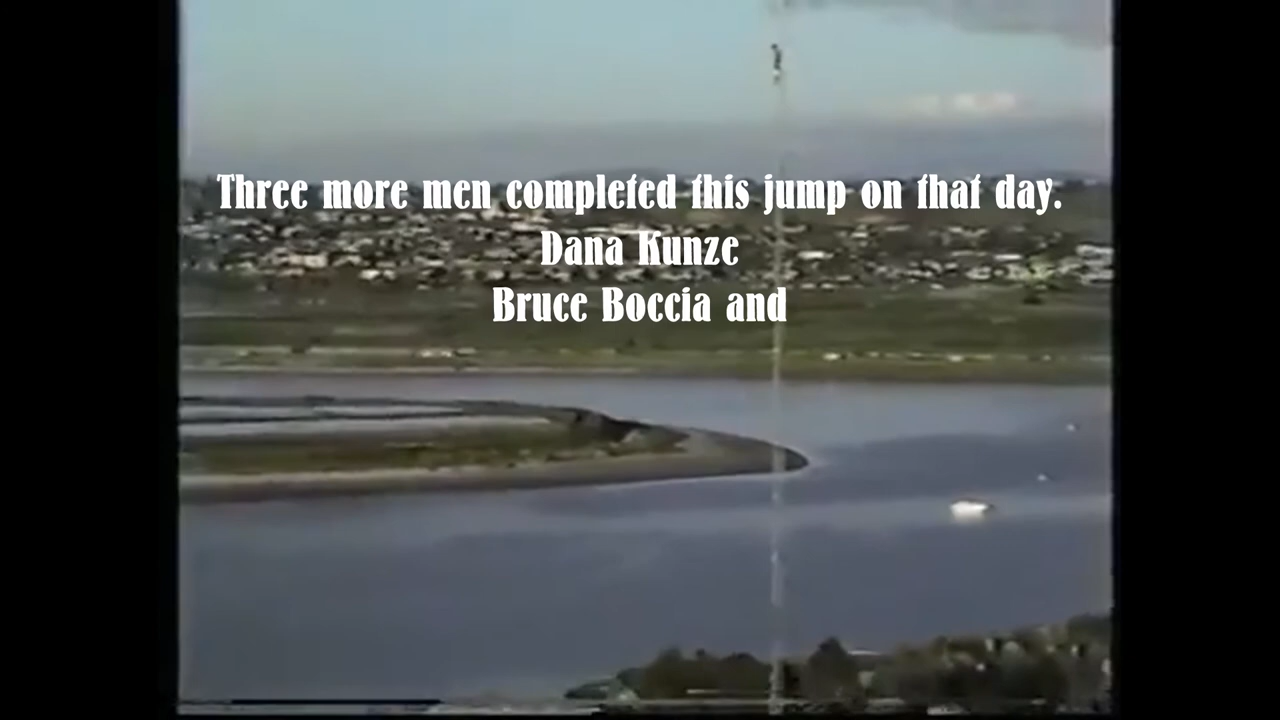 Three more men completed this jump on that day.
Dana Kunze
Bruce Boccia and